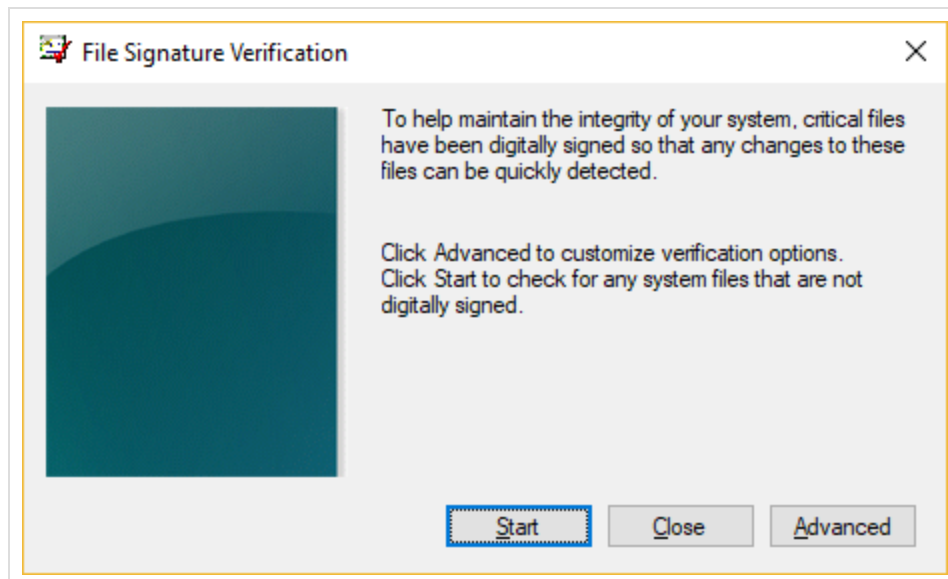 File Signature Verification
To help maintain the integrity of your system, critical files
have been digitally signed so that any changes to these
files can be quickly detected.
Click Advanced to customize verification options.
Click Start to check for any system files that are not
digitally signed.
Start Close Advanced